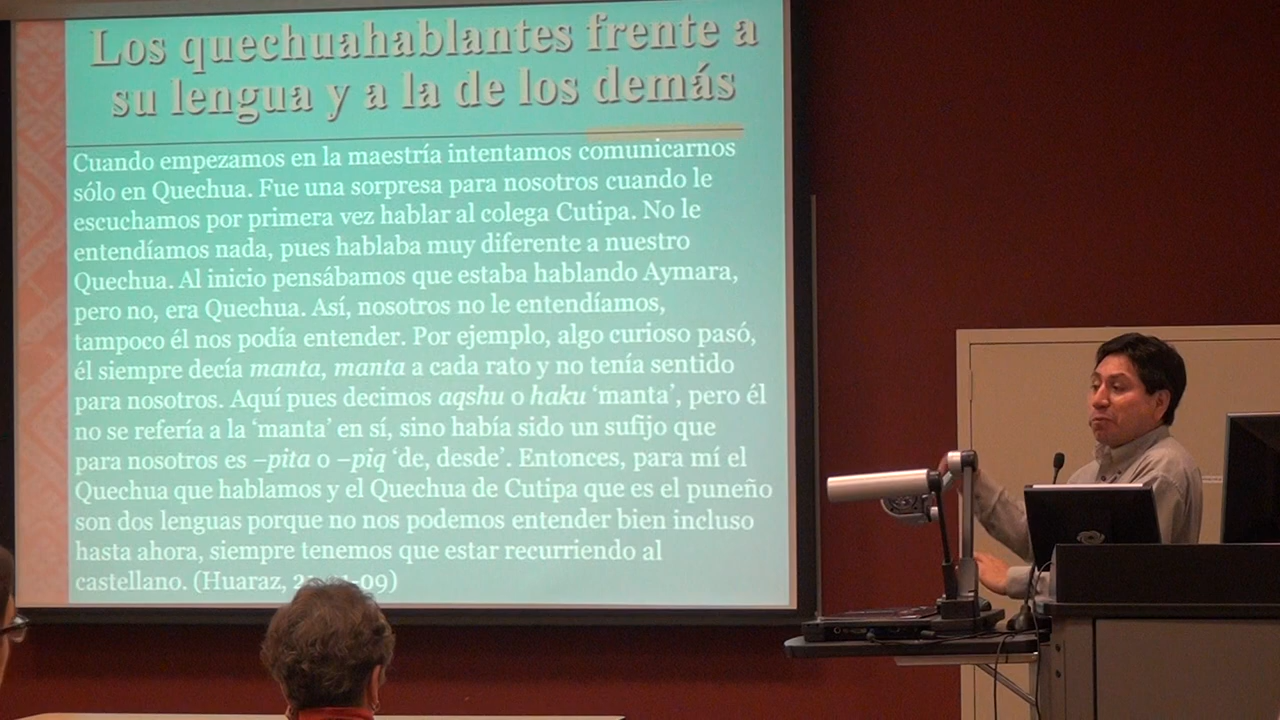 Los quechuahablantes frente a
su lengua y a la de los demás
Cuando empezamos en la maestría intentamos comunicarnos
sólo en Quechua. Fue una sorpresa para nosotros cuando le
escuchamos por primera vez hablar al colega Cutipa. No le
entendíamos nada, pues hablaba muy diferente a nuestro
Quechua. Al inicio pensábamos que estaba hablando Aymara,
pero no, era Quechua. Así, nosotros no le entendíamos,
tampoco él nos podía entender. Por ejemplo, algo curioso pasó,
él siempre decía manta, manta a cada rato y no tenía sentido
para nosotros. Aquí pues decimos aqshu o haku ‘manta’, pero él
no se refería a la ‘manta’ en sí, sino había sido un sufijo que
para nosotros es –pita o –piq ‘de, desde’. Entonces, para mí el
Quechua que hablamos y el Quechua de Cutipa que es el puneño
son dos lenguas porque no nos podemos entender bien incluso
hasta ahora, siempre tenemos que estar recurriendo al
castellano. (Huaraz, -09)